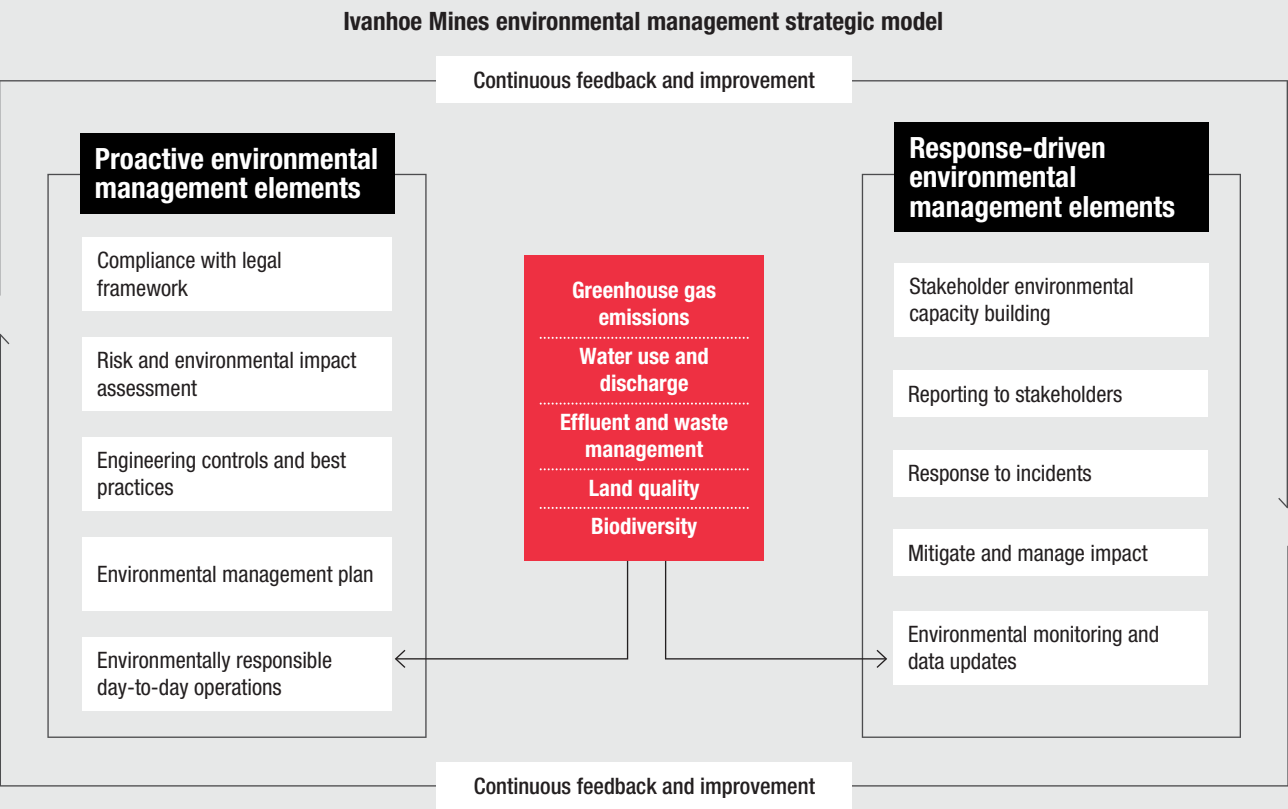 Ivanhoe Mines environmental management strategic model
Continuous feedback and improvement
Proactive environmental
management elements
Compliance with legal
framework
Risk and environmental impact
assessment
Engineering controls and best
practices
Environmental management plan
Environmentally responsible
day-to-day operations
Greenhouse gas
emissions
Water use and
discharge
Effluent and waste
management
Land quality
Biodiversity
Response-driven
environmental
management elements
Stakeholder environmental
capacity building
Reporting to stakeholders
Response to incidents
Mitigate and manage impact
Environmental monitoring and
data updates
Continuous feedback and improvement